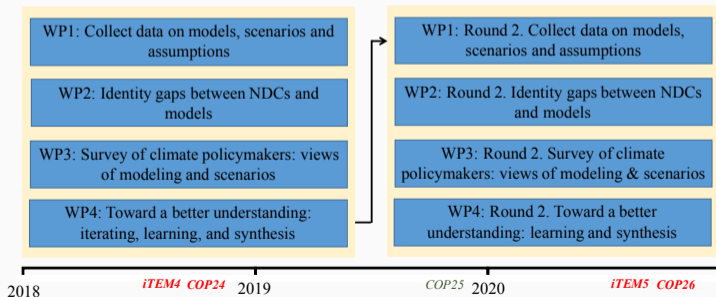 WP1: Collect data on models, scenarios and
assumptions
WP2: Identity gaps between NDCs and
models
WP3: Survey of climate policymakers: views
of modeling and scenarios
WP4: Toward a better understanding:
iterating, learning, and synthesis
WP1: Round 2. Collect data on models,
scenarios and assumptions
WP2: Round 2. Identity gaps between NDCs
and models
WP3: Round 2. Survey of climate
policymakers: views of modeling & scenarios
WP4: Round 2. Toward a better
understanding: learning and synthesis
2018 iTEM4 COP24 2019 COP25 2020 iTEM5 COP26